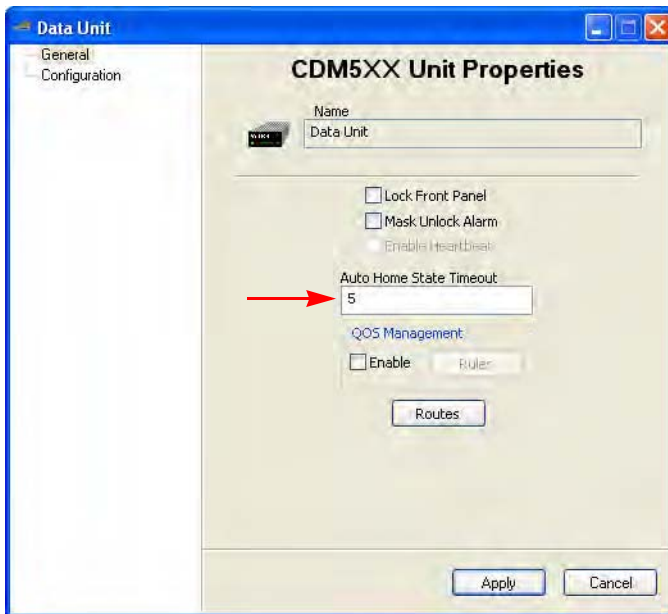 Data Unit
General
Configuration
CDM5XX Unit Properties
Name
Data Unit
Lock Front Panel
Mask Unlock Alarm
Enable Heartbeat
Auto Home State Timeout
5
QOS Management
Enable
Rules
Routes
Apply
Cancel